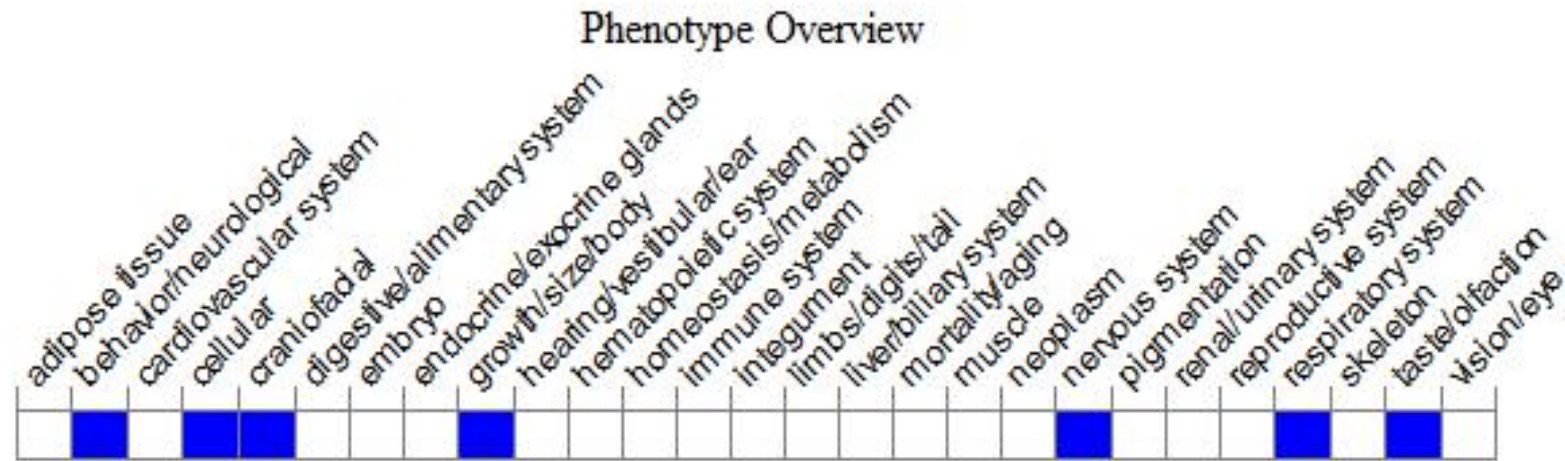 Phenotype Overview
adipose tissue
behavior/neurological
cardiovascular system
cellular
craniofacial
digestive/alimentary system
embryo
endocrine/exocrine glands
growth/size/body
hearing/vestibular/ear
hematopoietic system
homeostasis/metabolism
immune system
integument
limbs/digits/tail
liver/biliary system
mortality/aging
muscle
neoplasm
nervous system
pigmentation
renal/urinary system
reproductive system
respiratory system
skeleton
taste/olfaction
vision/eye